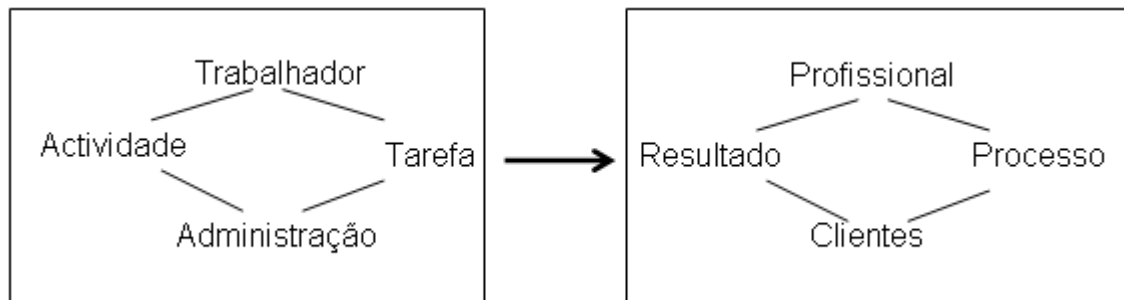 Trabalhador
Actividade
Tarefa
Administração
Profissional
Resultado
Processo
Clientes